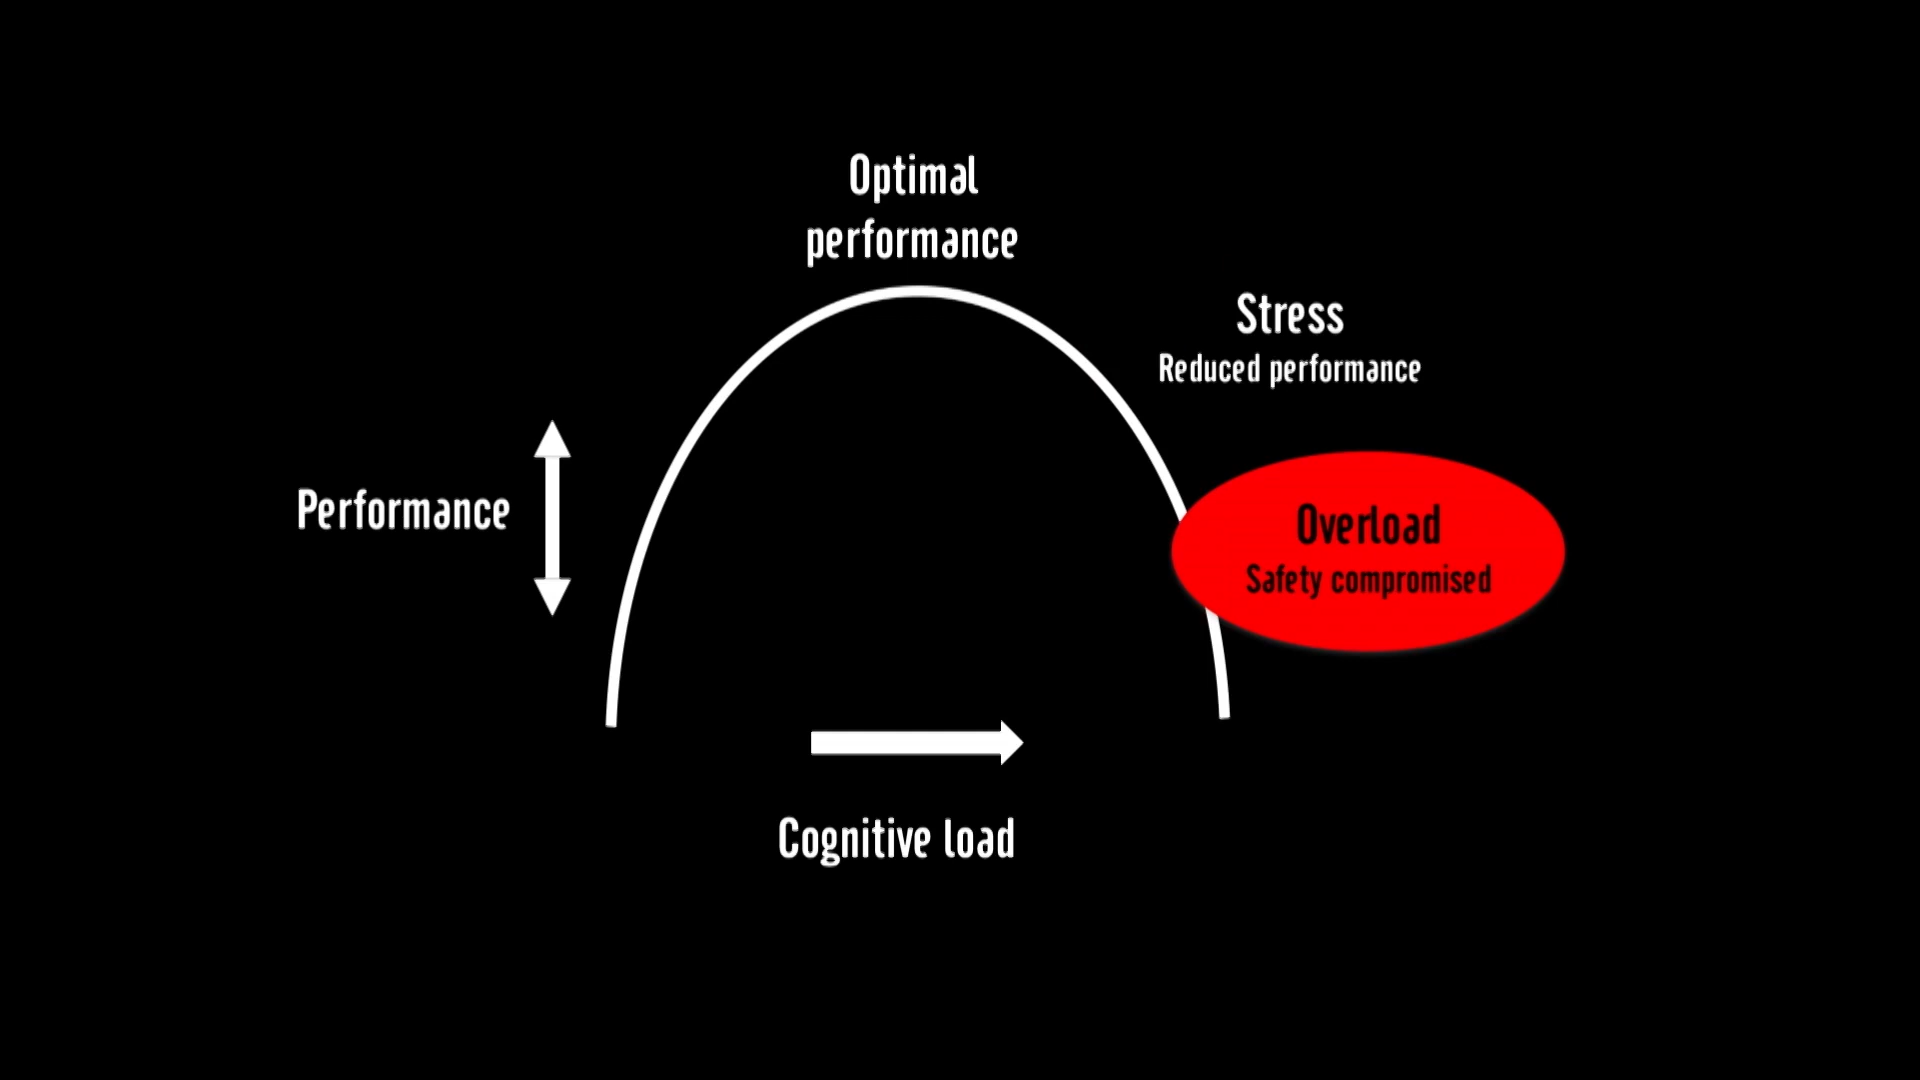 Optimal
performance
Stress
Reduced performance
Performance
Overload
Safety compromised
Cognitive load